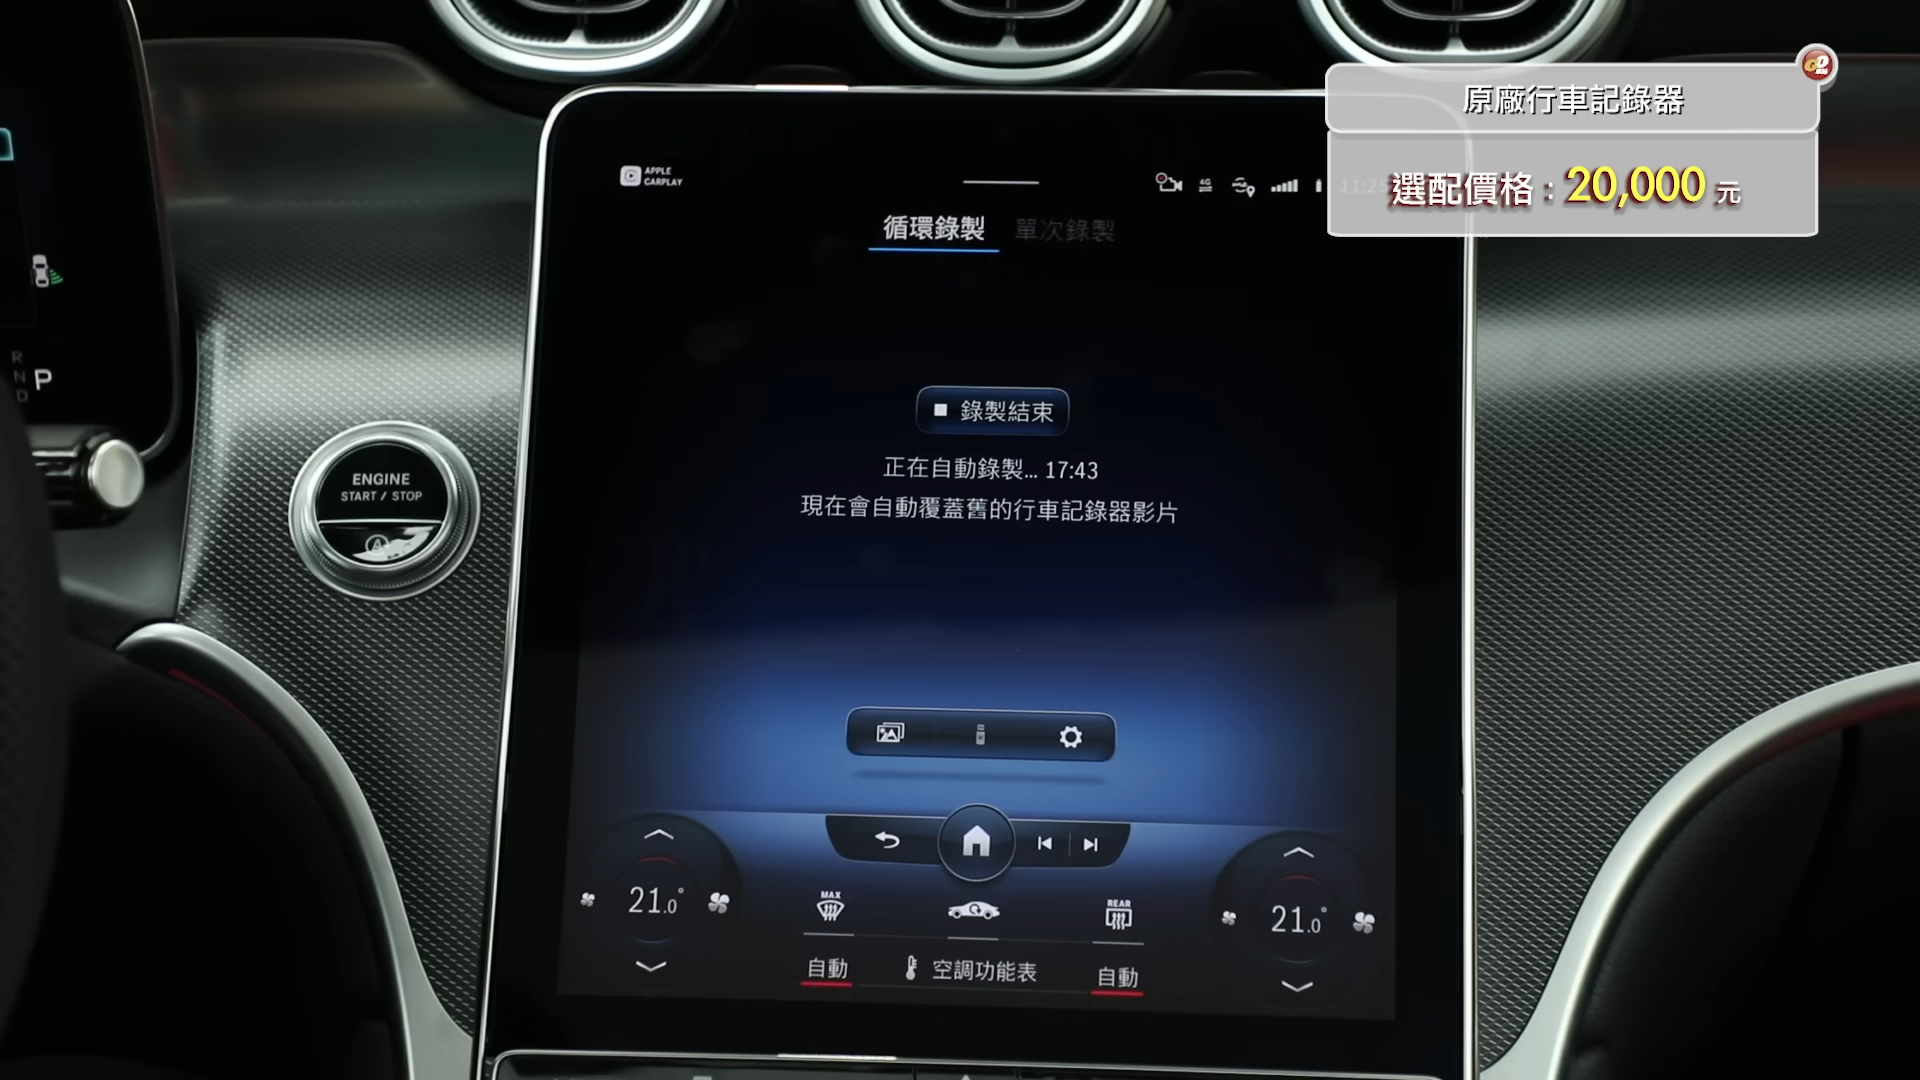 原廠行車記錄器
選配價格：20,000 元
APPLE
CARPLAY
4G
11:25
循環錄製 單次錄製
錄製結束
正在自動錄製... 17:43
現在會自動覆蓋舊的行車記錄器影片
R
N
D
P
ENGINE
START / STOP
A
21.0°
MAX
REAR
21.0°
自動
空調功能表
自動